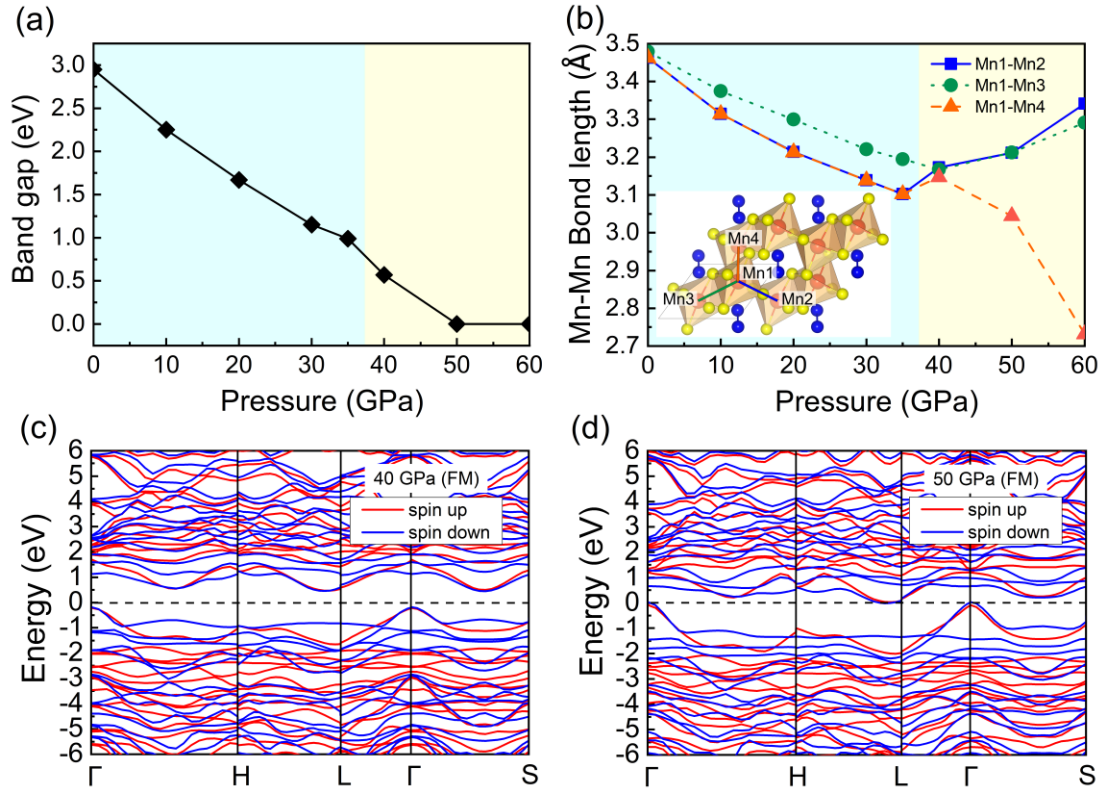 (a)
Band gap (eV)
3.0
2.5
2.0
1.5
1.0
0.5
0.0
0 10 20 30 40 50 60
Pressure (GPa)
(b)
Mn-Mn Bond length (Å)
3.5
3.4
3.3
3.2
3.1
3.0
2.9
2.8
2.7
Mn1-Mn2
Mn1-Mn3
Mn1-Mn4
Mn4
Mn1
Mn3
Mn2
0 10 20 30 40 50 60
Pressure (GPa)
(c)
Energy (eV)
6
5
4
3
2
1
0
-1
-2
-3
-4
-5
-6
40 GPa (FM)
spin up
spin down
Γ H L Γ S
(d)
Energy (eV)
6
5
4
3
2
1
0
-1
-2
-3
-4
-5
-6
50 GPa (FM)
spin up
spin down
Γ H L Γ S